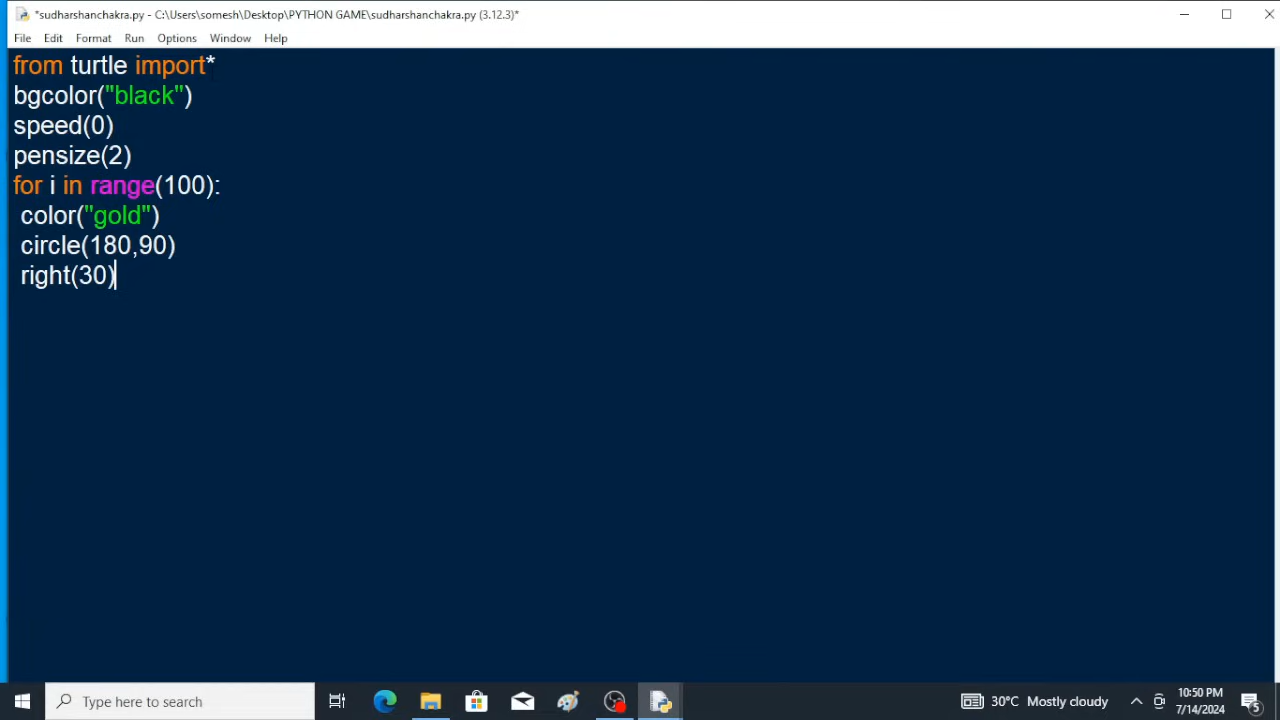 *sudharshanchakra.py - C:\Users\somesh\Desktop\PYTHON GAME\sudharshanchakra.py (3.12.3)*
File Edit Format Run Options Window Help
from turtle import*
bgcolor("black")
speed(0)
pensize(2)
for i in range(100):
 color("gold")
 circle(180,90)
 right(30)
Type here to search
30°C Mostly cloudy
10:50 PM
7/14/2024
5